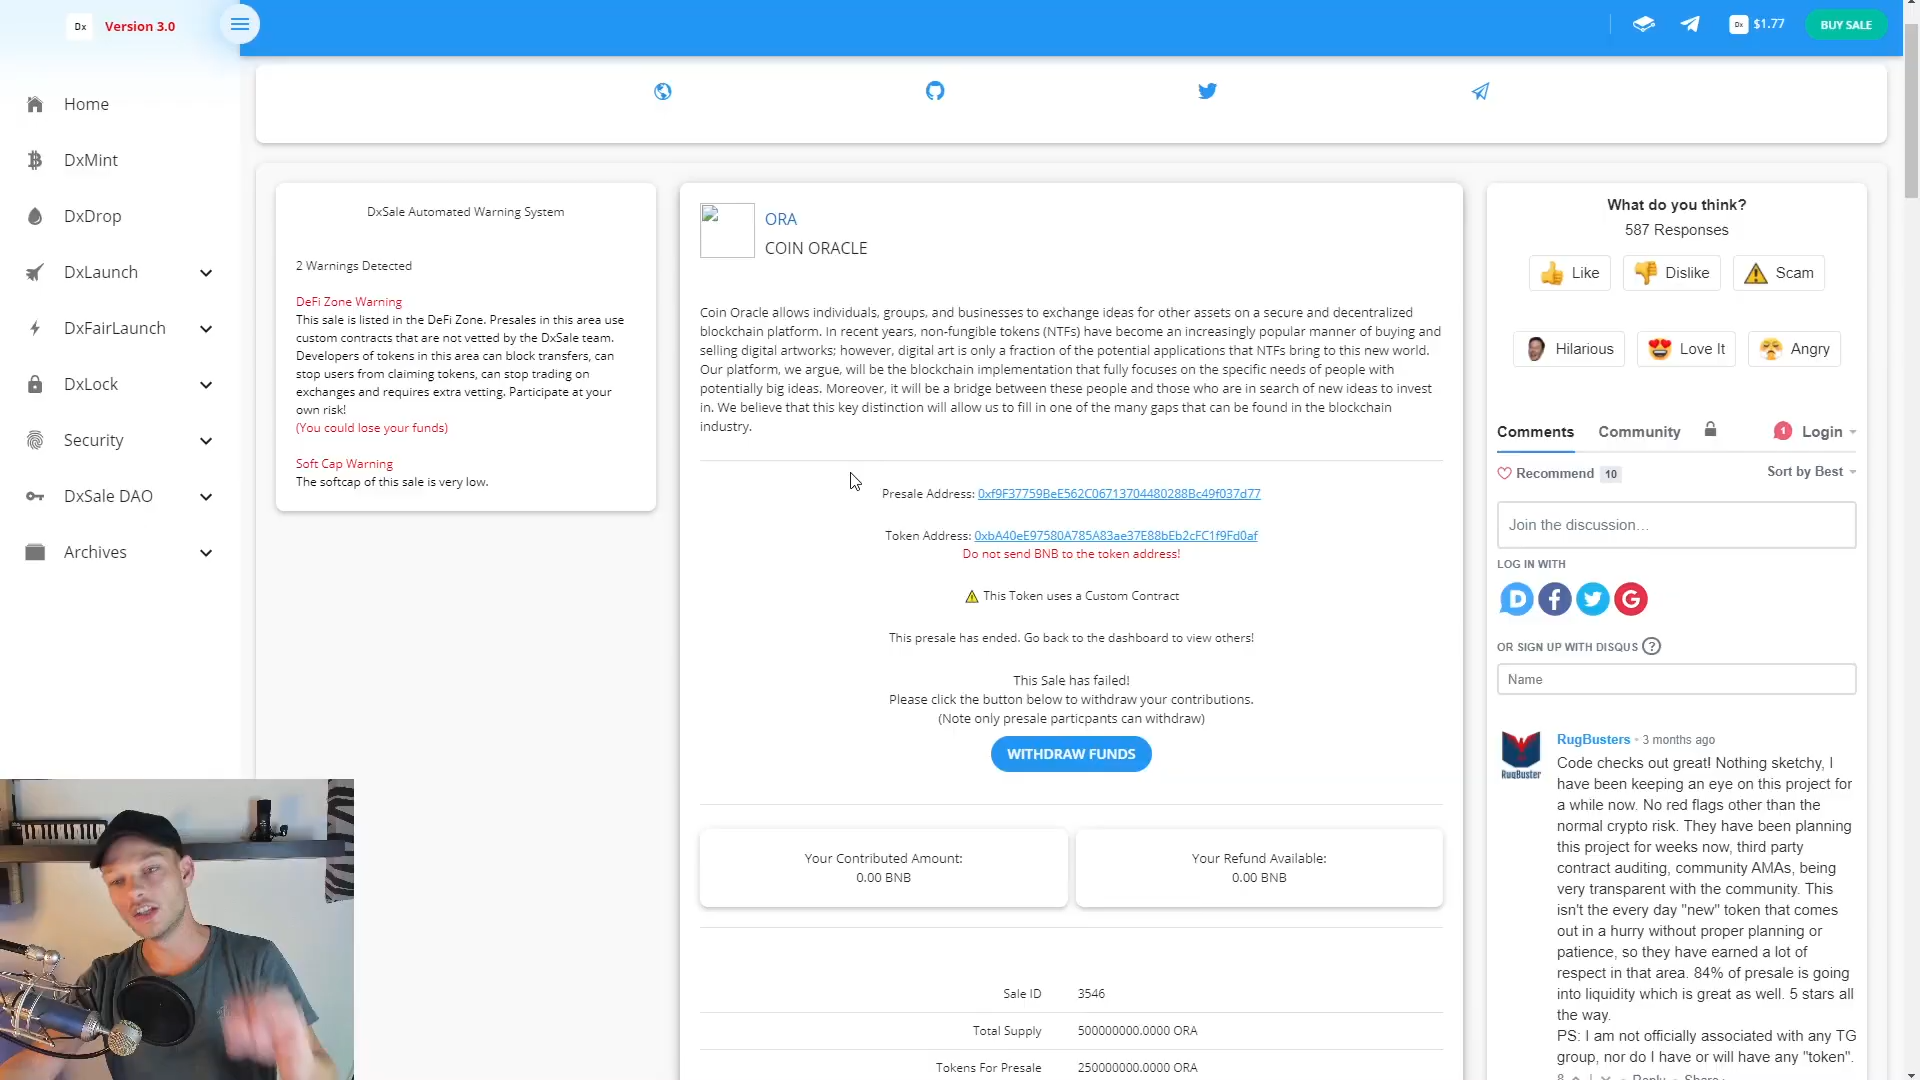 Dx Version 3.0
Dx $1.77 BUY SALE
Home
DxMint
DxDrop
DxLaunch
DxFairLaunch
DxLock
Security
DxSale DAO
Archives
DxSale Automated Warning System
2 Warnings Detected
DeFi Zone Warning
This sale is listed in the DeFi Zone. Presales in this area use
custom contracts that are not vetted by the DxSale team.
Developers of tokens in this area can block transfers, can
stop users from claiming tokens, can stop trading on
exchanges and requires extra vetting. Participate at your
own risk!
(You could lose your funds)
Soft Cap Warning
The softcap of this sale is very low.
ORA
COIN ORACLE
Coin Oracle allows individuals, groups, and businesses to exchange ideas for other assets on a secure and decentralized
blockchain platform. In recent years, non-fungible tokens (NTFs) have become an increasingly popular manner of buying and
selling digital artworks; however, digital art is only a fraction of the potential applications that NTFs bring to this new world.
Our platform, we argue, will be the blockchain implementation that fully focuses on the specific needs of people with
potentially big ideas. Moreover, it will be a bridge between these people and those who are in search of new ideas to invest
in. We believe that this key distinction will allow us to fill in one of the many gaps that can be found in the blockchain
industry.
Presale Address: 0xf9F37759BeE562C06713704480288Bc49f037d77
Token Address: 0xbA40eE97580A785A83ae37E88bEb2cFC1f9Fd0af
Do not send BNB to the token address!
This Token uses a Custom Contract
This presale has ended. Go back to the dashboard to view others!
This Sale has failed!
Please click the button below to withdraw your contributions.
(Note only presale particpants can withdraw)
WITHDRAW FUNDS
Your Contributed Amount:
0.00 BNB
Your Refund Available:
0.00 BNB
Sale ID 3546
Total Supply 500000000.0000 ORA
Tokens For Presale 250000000.0000 ORA
What do you think?
587 Responses
Like Dislike Scam
Hilarious Love It Angry
Comments Community 1 Login
Recommend 10 Sort by Best
Join the discussion...
LOG IN WITH
OR SIGN UP WITH DISQUS ?
Name
RugBusters • 3 months ago
RugBuster
Code checks out great! Nothing sketchy, I
have been keeping an eye on this project for
a while now. No red flags other than the
normal crypto risk. They have been planning
this project for weeks now, third party
contract auditing, community AMAs, being
very transparent with the community. This
isn't the every day "new" token that comes
out in a hurry without proper planning or
patience, so they have earned a lot of
respect in that area. 84% of presale is going
into liquidity which is great as well. 5 stars all
the way.
PS: I am not officially associated with any TG
group, nor do I have or will have any "token".
8 Reply Share